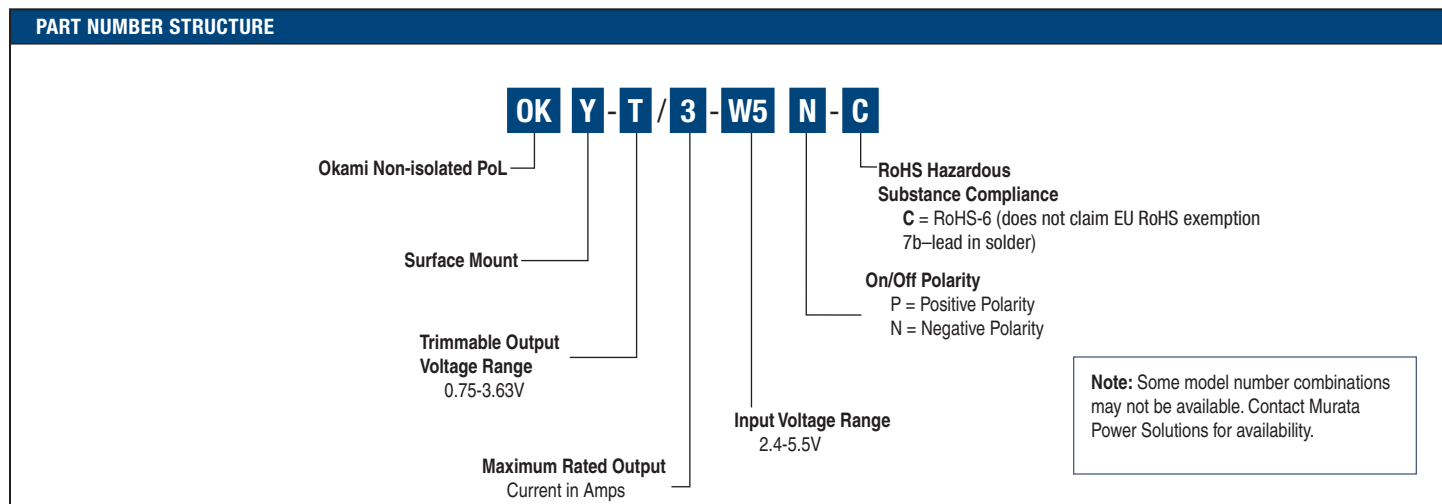 PART NUMBER STRUCTURE
OK Y - T / 3 - W5 N - C
Okami Non-isolated PoL
RoHS Hazardous
Substance Compliance
C = RoHS-6 (does not claim EU RoHS exemption
7b–lead in solder)
Surface Mount
On/Off Polarity
P = Positive Polarity
N = Negative Polarity
Trimmable Output
Voltage Range
0.75-3.63V
Note: Some model number combinations
may not be available. Contact Murata
Power Solutions for availability.
Input Voltage Range
2.4-5.5V
Maximum Rated Output
Current in Amps